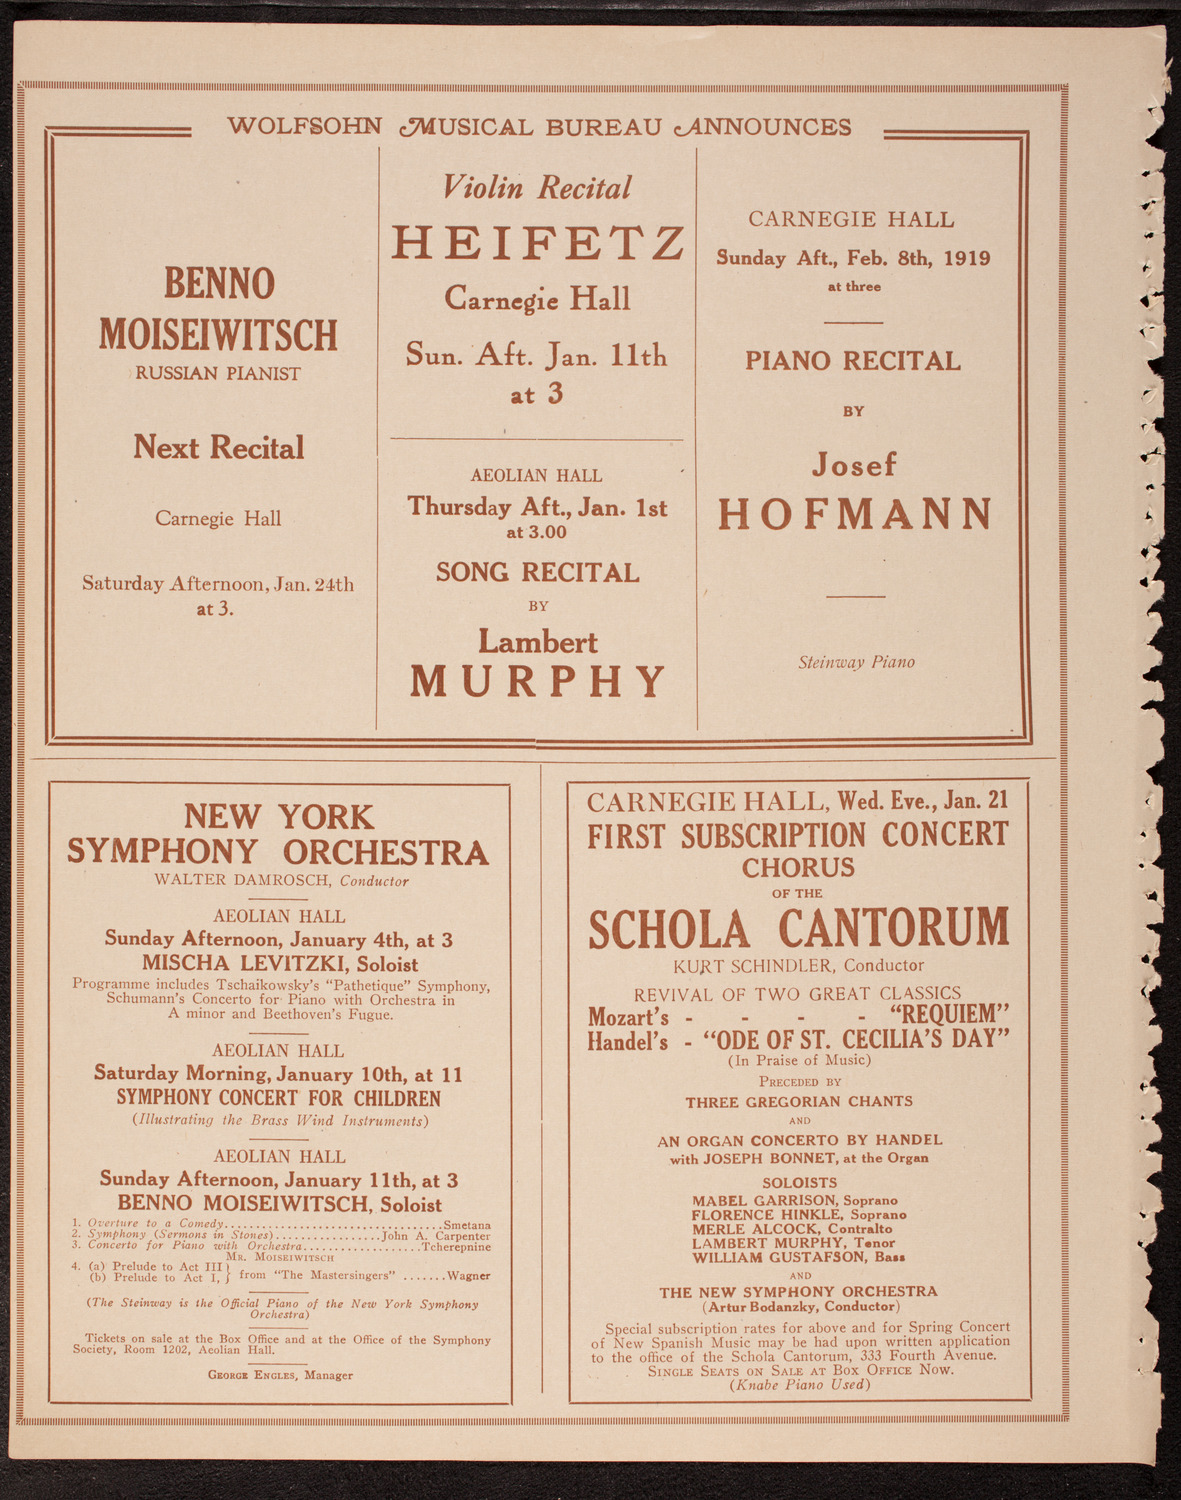 WOLFSOHN MUSICAL BUREAU ANNOUNCES
BENNO
MOISEIWITSCH
RUSSIAN PIANIST
Next Recital
Carnegie Hall
Saturday Afternoon, Jan. 24th
at 3.
Violin Recital
HEIFETZ
Carnegie Hall
Sun. Aft. Jan. 11th
at 3
AEOLIAN HALL
Thursday Aft., Jan. 1st
at 3.00
SONG RECITAL
BY
Lambert
MURPHY
CARNEGIE HALL
Sunday Aft., Feb. 8th, 1919
at three
PIANO RECITAL
BY
Josef
HOFMANN
Steinway Piano
NEW YORK
SYMPHONY ORCHESTRA
WALTER DAMROSCH, Conductor
AEOLIAN HALL
Sunday Afternoon, January 4th, at 3
MISCHA LEVITZKI, Soloist
Programme includes Tschaikowsky's "Pathetique" Symphony,
Schumann's Concerto for Piano with Orchestra in
A minor and Beethoven's Fugue.
AEOLIAN HALL
Saturday Morning, January 10th, at 11
SYMPHONY CONCERT FOR CHILDREN
(Illustrating the Brass Wind Instruments)
AEOLIAN HALL
Sunday Afternoon, January 11th, at 3
BENNO MOISEIWITSCH, Soloist
1. Overture to a Comedy..................................Smetana
2. Symphony (Sermons in Stones).................John A. Carpenter
3. Concerto for Piano with Orchestra...................Tcherepnine
MR. MOISEIWITSCH
4. (a) Prelude to Act III }
(b) Prelude to Act I, } from "The Mastersingers" .......Wagner
(The Steinway is the Official Piano of the New York Symphony
Orchestra)
Tickets on sale at the Box Office and at the Office of the Symphony
Society, Room 1202, Aeolian Hall.
GEORGE ENGLES, Manager
CARNEGIE HALL, Wed. Eve., Jan. 21
FIRST SUBSCRIPTION CONCERT
CHORUS
OF THE
SCHOLA CANTORUM
KURT SCHINDLER, Conductor
REVIVAL OF TWO GREAT CLASSICS
Mozart's - - - - "REQUIEM"
Handel's - "ODE OF ST. CECILIA'S DAY"
(In Praise of Music)
PRECEDED BY
THREE GREGORIAN CHANTS
AND
AN ORGAN CONCERTO BY HANDEL
with JOSEPH BONNET, at the Organ
SOLOISTS
MABEL GARRISON, Soprano
FLORENCE HINKLE, Soprano
MERLE ALCOCK, Contralto
LAMBERT MURPHY, Tenor
WILLIAM GUSTAFSON, Bass
AND
THE NEW SYMPHONY ORCHESTRA
(Artur Bodanzky, Conductor)
Special subscription rates for above and for Spring Concert
of New Spanish Music may be had upon written application
to the office of the Schola Cantorum, 333 Fourth Avenue.
SINGLE SEATS ON SALE AT BOX OFFICE NOW.
(Knabe Piano Used)